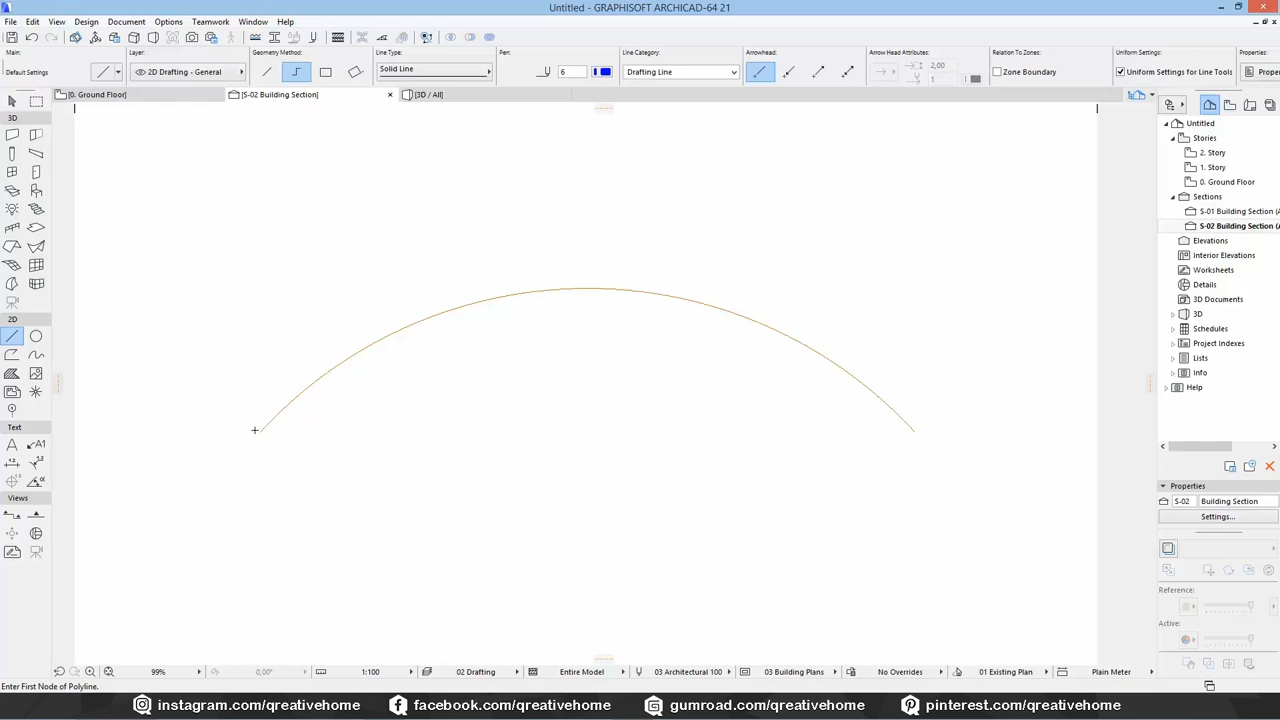 Untitled - GRAPHISOFT ARCHICAD-64 21
File Edit View Design Document Options Teamwork Window Help
Main: Layer: Geometry Method: Line Type: Pen: Line Category: Arrowhead: Arrow Head Attributes: Relation To Zones: Uniform Settings: Properties:
Default Settings 2D Drafting - General Solid Line 6 Drafting Line 2,00 1 Zone Boundary Uniform Settings for Line Tools Proper
[0. Ground Floor] [S-02 Building Section] [3D / All]
3D
2D
Text
A A1
Views
Untitled
Stories
2. Story
1. Story
0. Ground Floor
Sections
S-01 Building Section (A
S-02 Building Section (A
Elevations
Interior Elevations
Worksheets
Details
3D Documents
3D
Schedules
Project Indexes
Lists
Info
Help
Properties
S-02 Building Section
Settings...
Reference:
Active:
99% 0,00° 1:100 02 Drafting Entire Model 03 Architectural 100 03 Building Plans No Overrides 01 Existing Plan Plain Meter
Enter First Node of Polyline.
instagram.com/qreativehome facebook.com/qreativehome gumroad.com/qreativehome pinterest.com/qreativehome